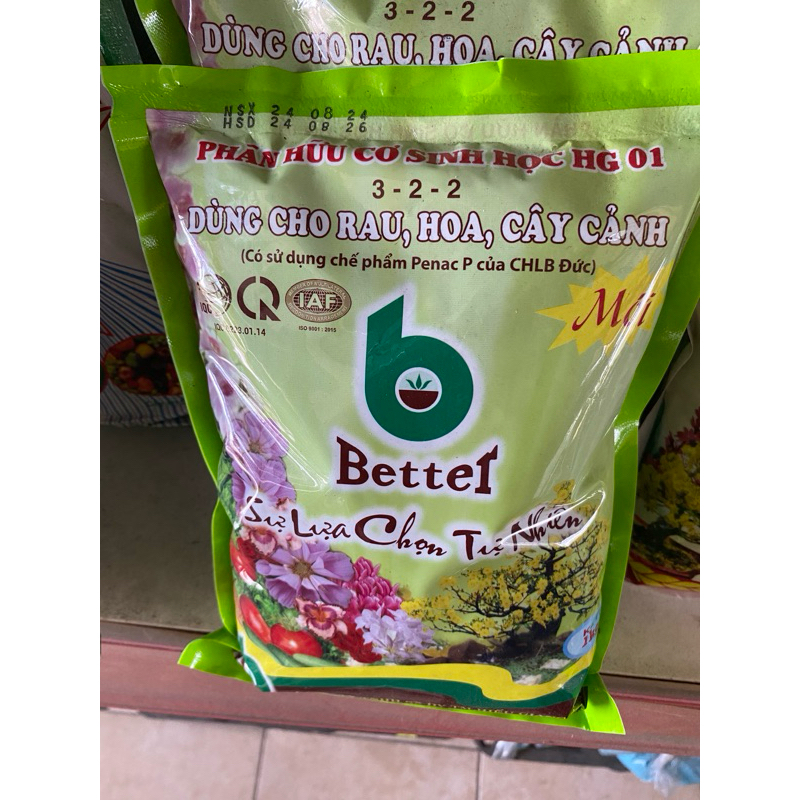 3 - 2 - 2
DÙNG CHO RAU, HOA, CÂY CẢNH
NSX 24 08 24
HSD 24 08 26
PHÂN HỮU CƠ SINH HỌC HG 01
3 - 2 - 2
DÙNG CHO RAU, HOA, CÂY CẢNH
(Có sử dụng chế phẩm Penac P của CHLB Đức)
Mới
IAF
ISO 9001 : 2015
Better
Sự Lựa Chọn Tự Nhiên